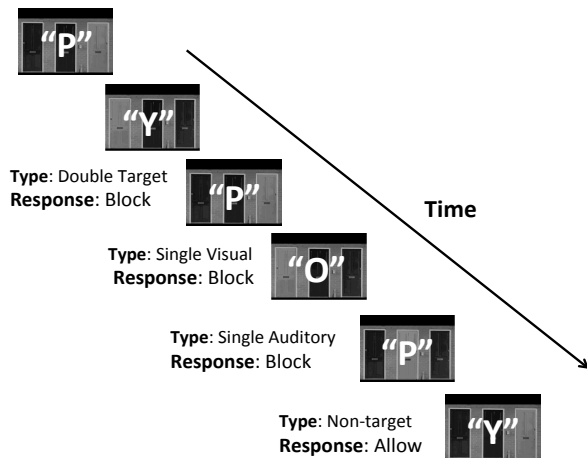 “P”
“Y”
Type: Double Target
Response: Block
“P”
Time
Type: Single Visual
Response: Block
“O”
Type: Single Auditory
Response: Block
“P”
Type: Non-target
Response: Allow
“Y”